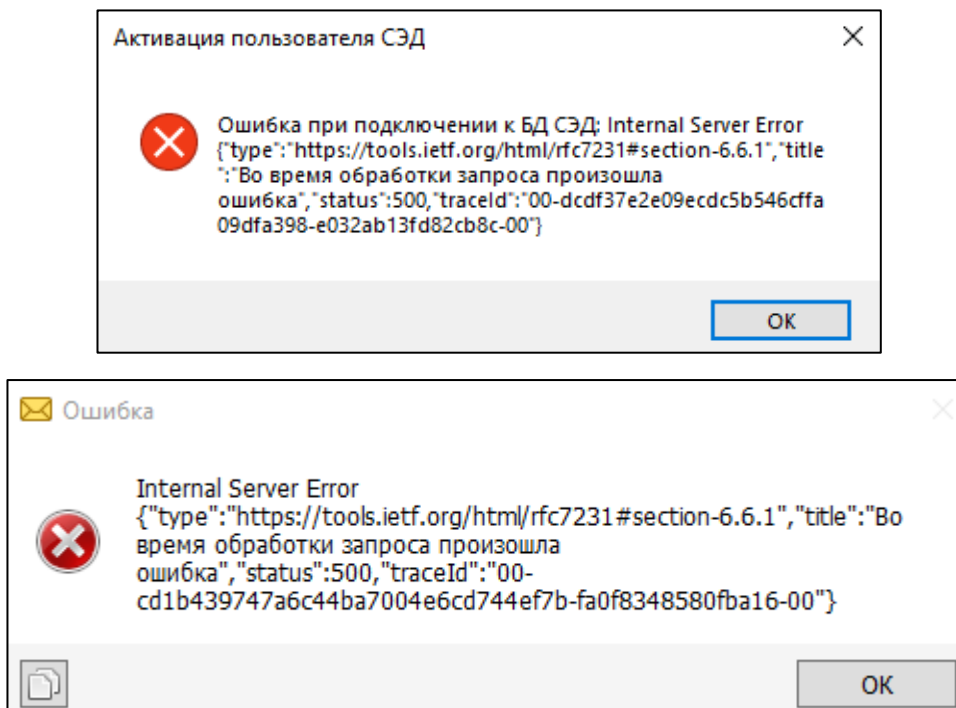 Активация пользователя СЭД
Ошибка при подключении к БД СЭД: Internal Server Error
{"type":"https://tools.ietf.org/html/rfc7231#section-6.6.1","title
":"Во время обработки запроса произошла
ошибка","status":500,"traceId":"00-dcdf37e2e09ecdc5b546cffa
09dfa398-e032ab13fd82cb8c-00"}
ОК
Ошибка
Internal Server Error
{"type":"https://tools.ietf.org/html/rfc7231#section-6.6.1","title":"Во
время обработки запроса произошла
ошибка","status":500,"traceId":"00-
cd1b439747a6c44ba7004e6cd744ef7b-fa0f8348580fba16-00"}
ОК